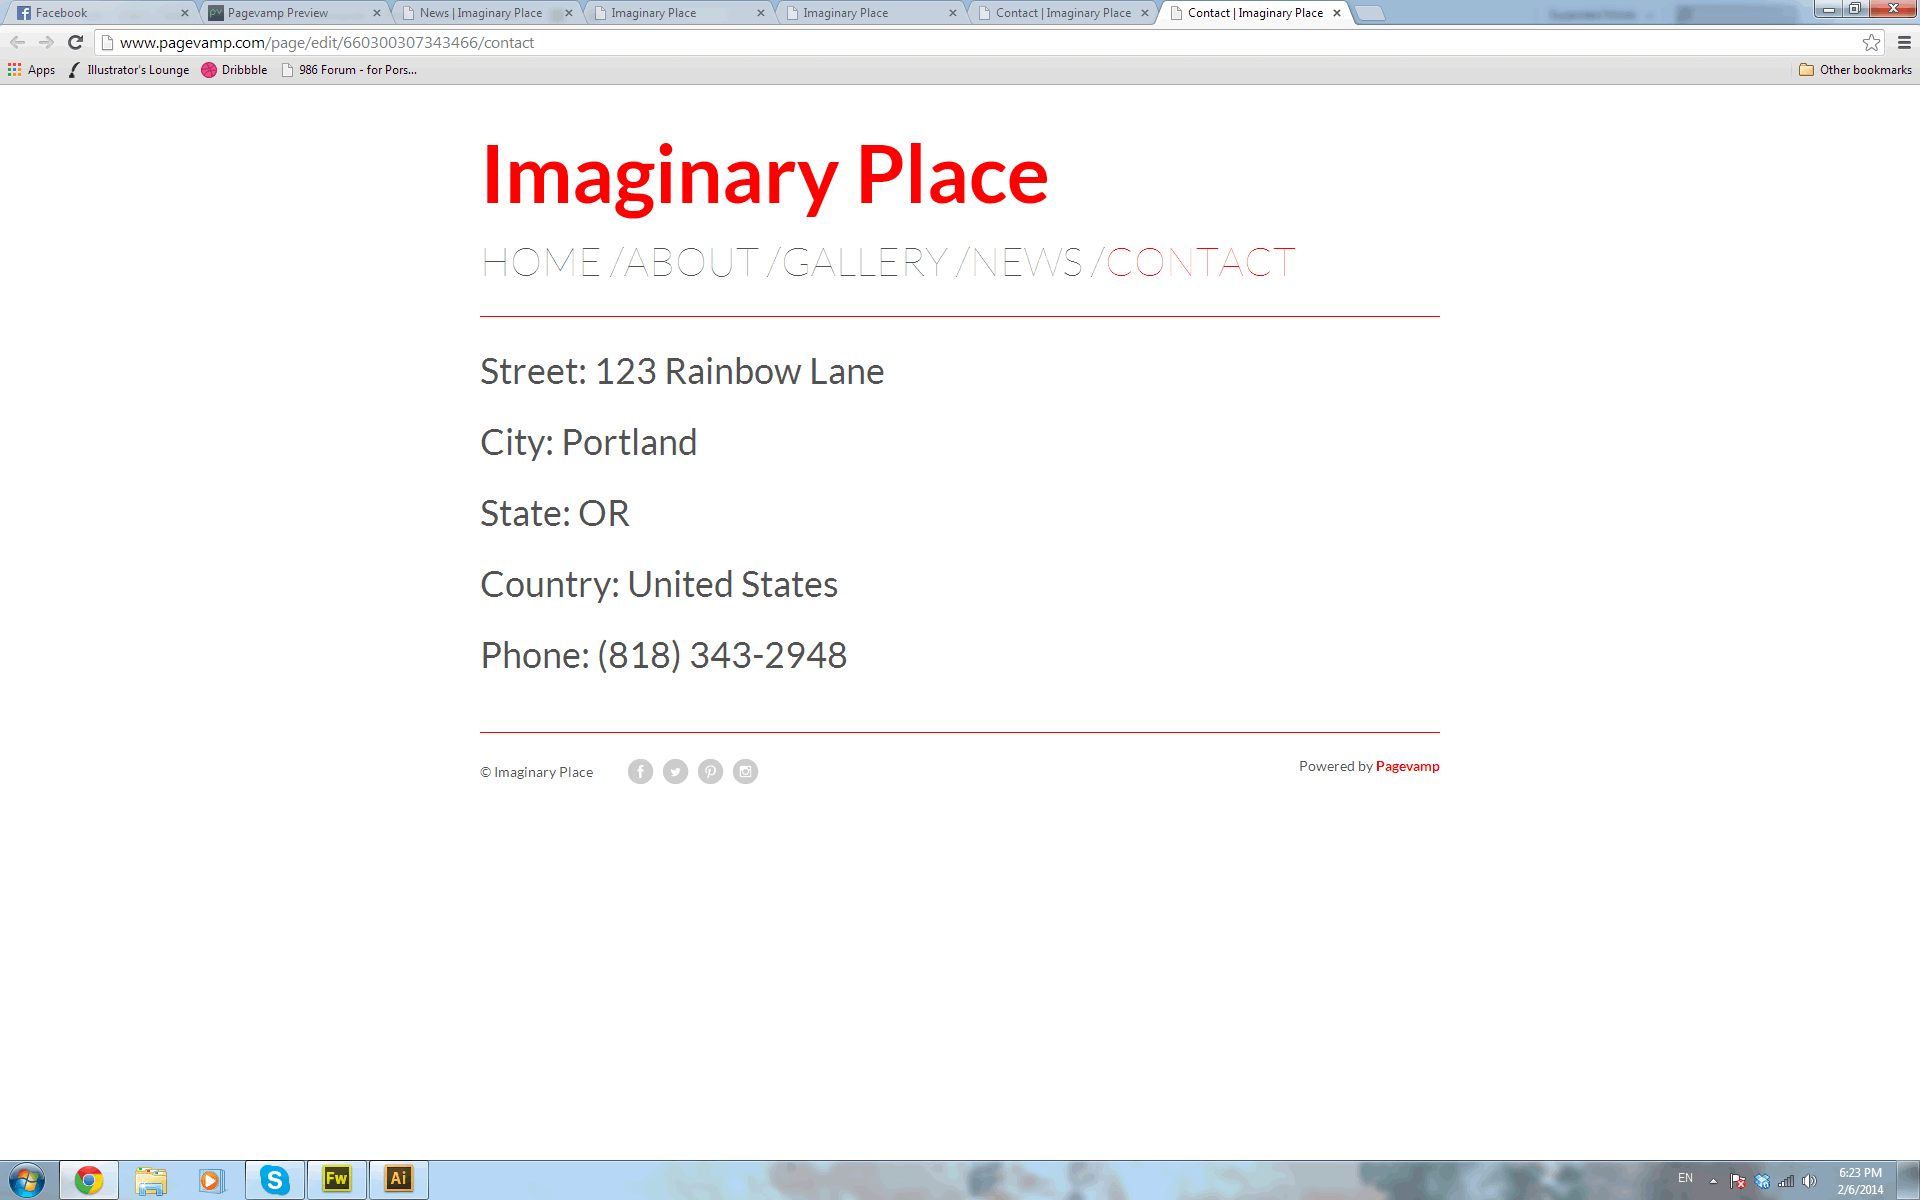 Facebook
Pagevamp Preview
News | Imaginary Place
Imaginary Place
Imaginary Place
Contact | Imaginary Place
Contact | Imaginary Place
www.pagevamp.com/page/edit/660300307343466/contact
Apps
Illustrator's Lounge
Dribbble
986 Forum - for Pors...
Other bookmarks
Imaginary Place
HOME /ABOUT /GALLERY /NEWS /CONTACT
Street: 123 Rainbow Lane
City: Portland
State: OR
Country: United States
Phone: (818) 343-2948
© Imaginary Place
Powered by Pagevamp
Fw
Ai
EN
6:23 PM
2/6/2014